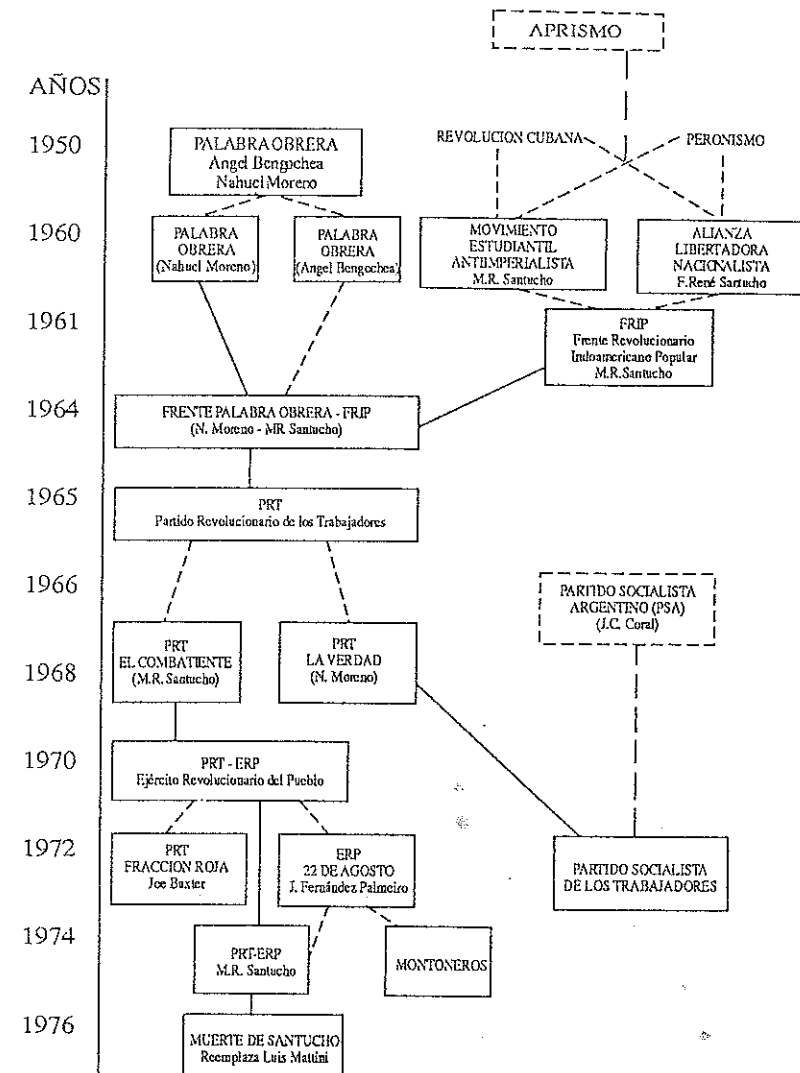 APRISMO
AÑOS
1950
PALABRA OBRERA
Angel Bengochea
Nahuel Moreno
REVOLUCION CUBANA
PERONISMO
1960
PALABRA
OBRERA
(Nahuel Moreno)
PALABRA
OBRERA
(Angel Bengochea)
MOVIMIENTO
ESTUDIANTIL
ANTIIMPERIALISTA
M.R. Santucho
ALIANZA
LIBERTADORA
NACIONALISTA
F.René Santucho
1961
FRIP
Frente Revolucionario
Indoamericano Popular
M.R.Santucho
1964
FRENTE PALABRA OBRERA - FRIP
(N. Moreno - MR Santucho)
1965
PRT
Partido Revolucionario de los Trabajadores
1966
PARTIDO SOCIALISTA
ARGENTINO (PSA)
(J.C. Coral)
1968
PRT
EL COMBATIENTE
(M.R. Santucho)
PRT
LA VERDAD
(N. Moreno)
1970
PRT - ERP
Ejército Revolucionario del Pueblo
1972
PRT
FRACCION ROJA
Joe Baxter
ERP
22 DE AGOSTO
J. Fernández Palmeiro
PARTIDO SOCIALISTA
DE LOS TRABAJADORES
1974
PRT-ERP
M.R. Santucho
MONTONEROS
1976
MUERTE DE SANTUCHO
Reemplaza Luis Mattini